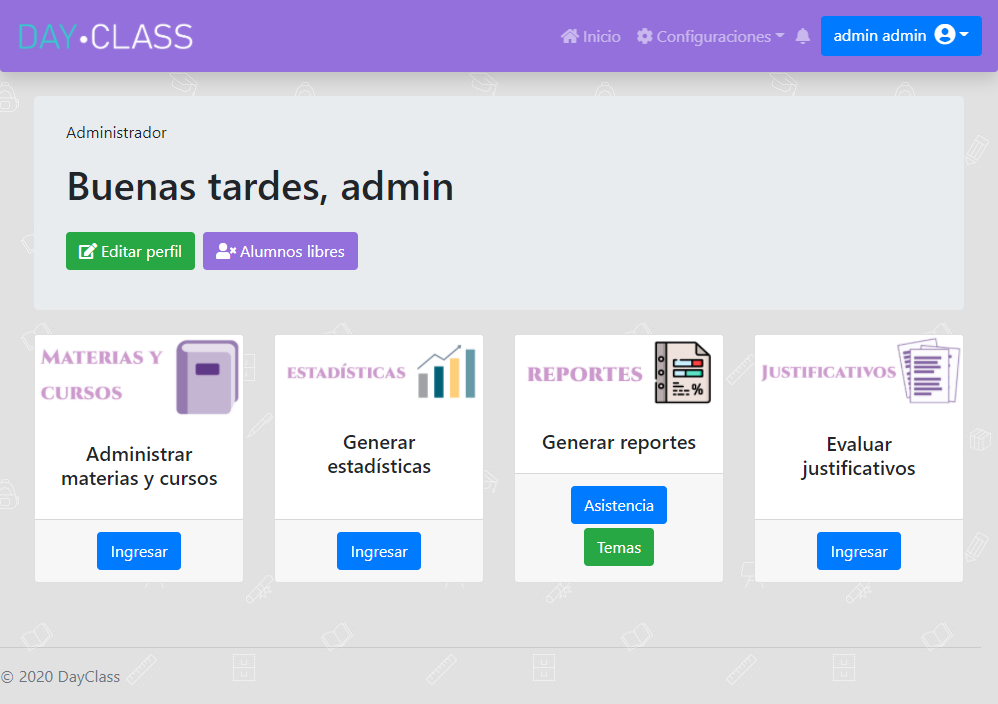 DAY•CLASS
Inicio
Configuraciones
admin admin
Administrador
Buenas tardes, admin
Editar perfil
Alumnos libres
MATERIAS Y
CURSOS
Administrar
materias y cursos
Ingresar
ESTADÍSTICAS
Generar
estadísticas
Ingresar
REPORTES
%
Generar reportes
Asistencia
Temas
JUSTIFICATIVOS
Evaluar
justificativos
Ingresar
© 2020 DayClass